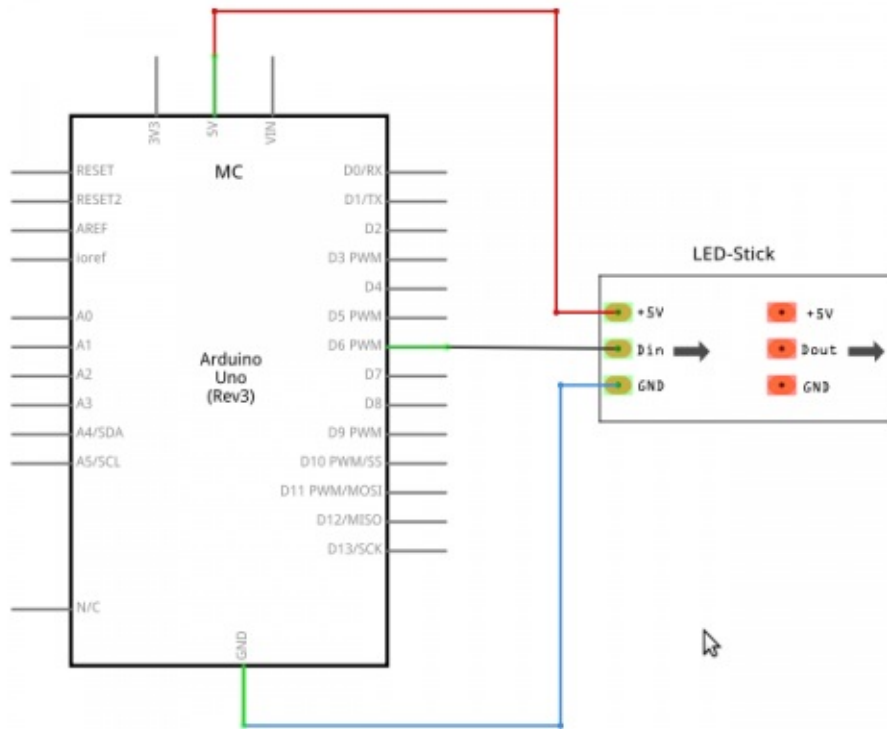 3V3
5V
VIN
MC
RESET
RESET2
AREF
ioref
A0
A1
A2
A3
A4/SDA
A5/SCL
N/C
Arduino
Uno
(Rev3)
D0/RX
D1/TX
D2
D3 PWM
D4
D5 PWM
D6 PWM
D7
D8
D9 PWM
D10 PWM/SS
D11 PWM/MOSI
D12/MISO
D13/SCK
GND
LED-Stick
+5V
Din
GND
+5V
Dout
GND